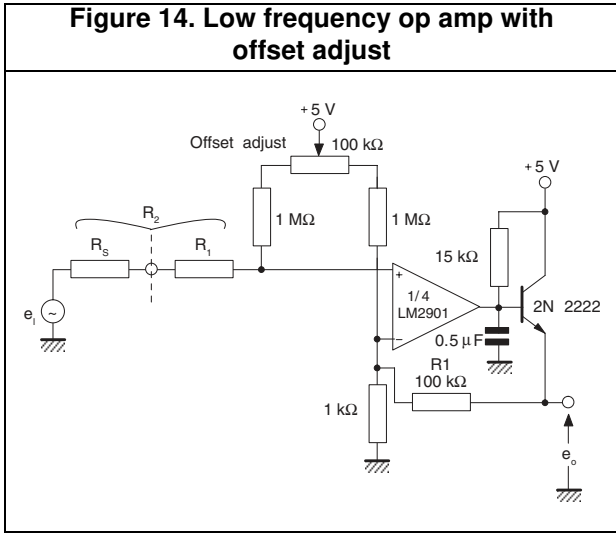 Figure 14. Low frequency op amp with
offset adjust
+5 V
Offset adjust
100 kΩ
1 MΩ
1 MΩ
+5 V
R2
RS
R1
15 kΩ
+
1/4
LM2901
−
2N 2222
eI
~
0.5 µF
R1
100 kΩ
1 kΩ
eo